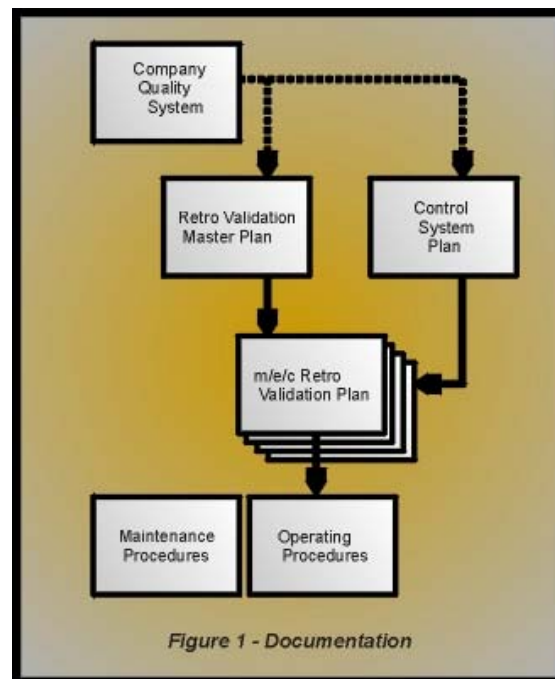 Company
Quality
System
Retro Validation
Master Plan
Control
System
Plan
m/e/c Retro
Validation Plan
Maintenance
Procedures
Operating
Procedures
Figure 1 - Documentation